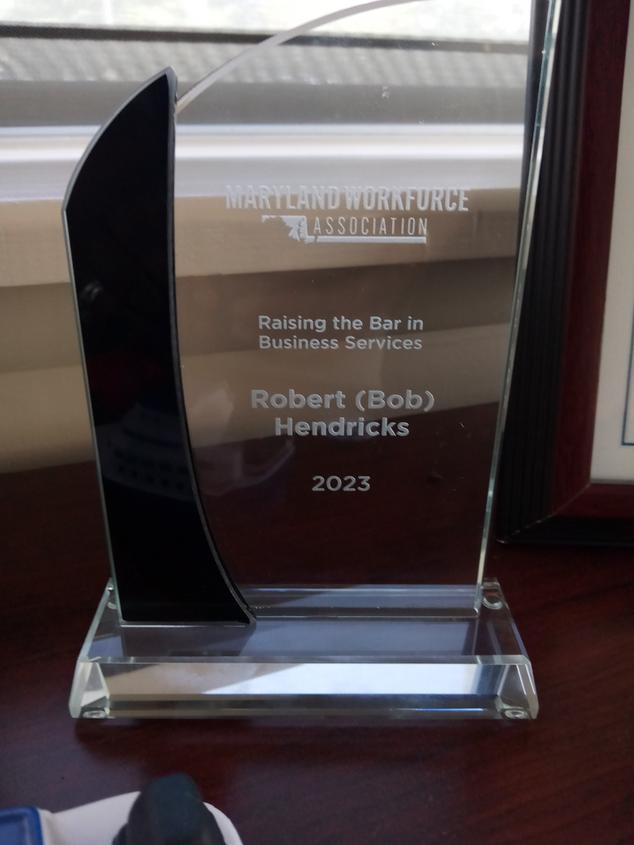 MARYLAND WORKFORCE
ASSOCIATION
Raising the Bar in
Business Services
Robert (Bob)
Hendricks
2023